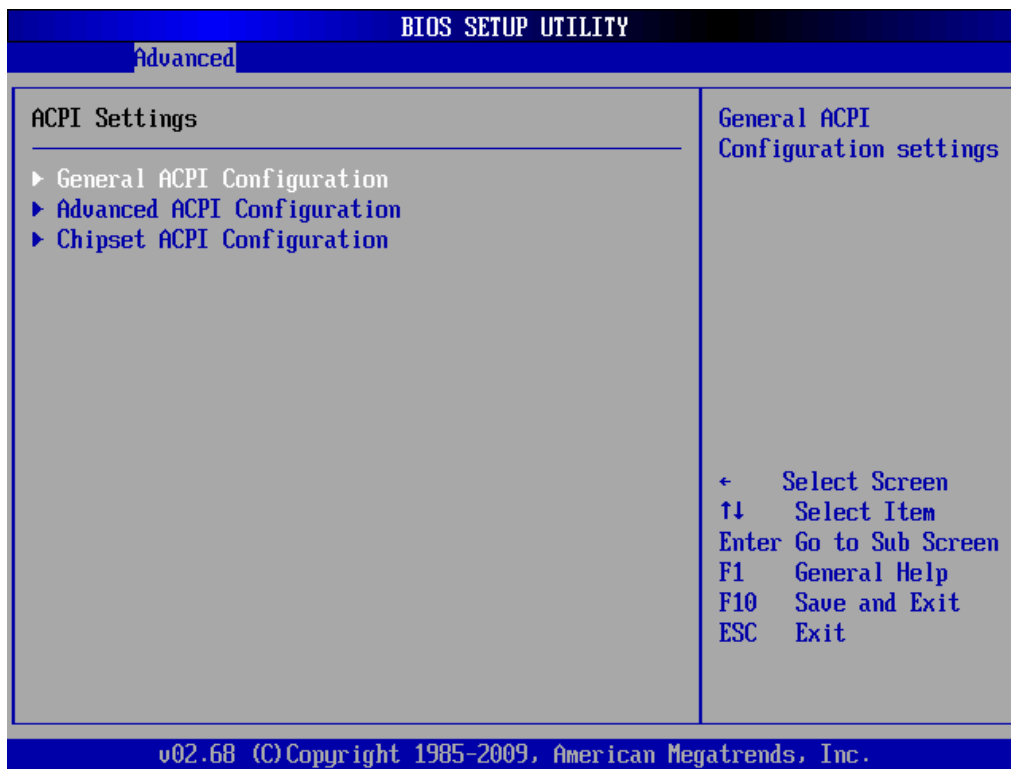 BIOS SETUP UTILITY
Advanced
ACPI Settings
▶ General ACPI Configuration
▶ Advanced ACPI Configuration
▶ Chipset ACPI Configuration
General ACPI
Configuration settings
← Select Screen
↑↓ Select Item
Enter Go to Sub Screen
F1 General Help
F10 Save and Exit
ESC Exit
v02.68 (C)Copyright 1985-2009, American Megatrends, Inc.